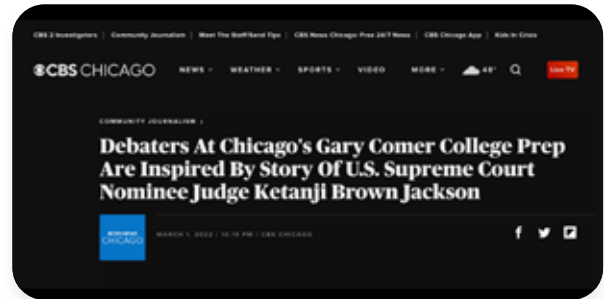 CBS 2 Investigators | Community Journalism | Meet The Staff/Send Tips | CBS News Chicago: Free 24/7 News | CBS Chicago App | Kids In Crisis
CBS CHICAGO NEWS WEATHER SPORTS VIDEO MORE 48° Live TV
COMMUNITY JOURNALISM ›
Debaters At Chicago's Gary Comer College Prep
Are Inspired By Story Of U.S. Supreme Court
Nominee Judge Ketanji Brown Jackson
CHICAGO
MARCH 1, 2022 / 10:15 PM / CBS CHICAGO